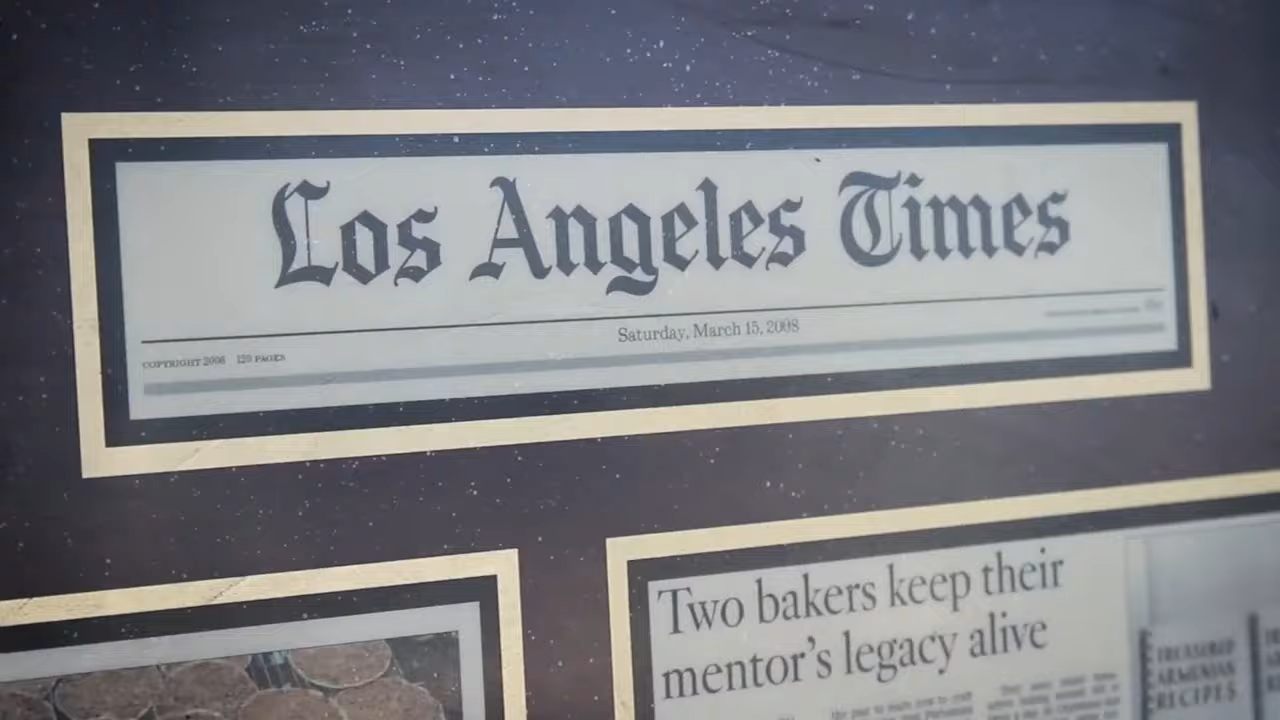 Los Angeles Times
Saturday, March 15, 2008
COPYRIGHT 2008 120 PAGES
Two bakers keep their
mentor's legacy alive
TREASURED
ARMENIAN
RECIPES